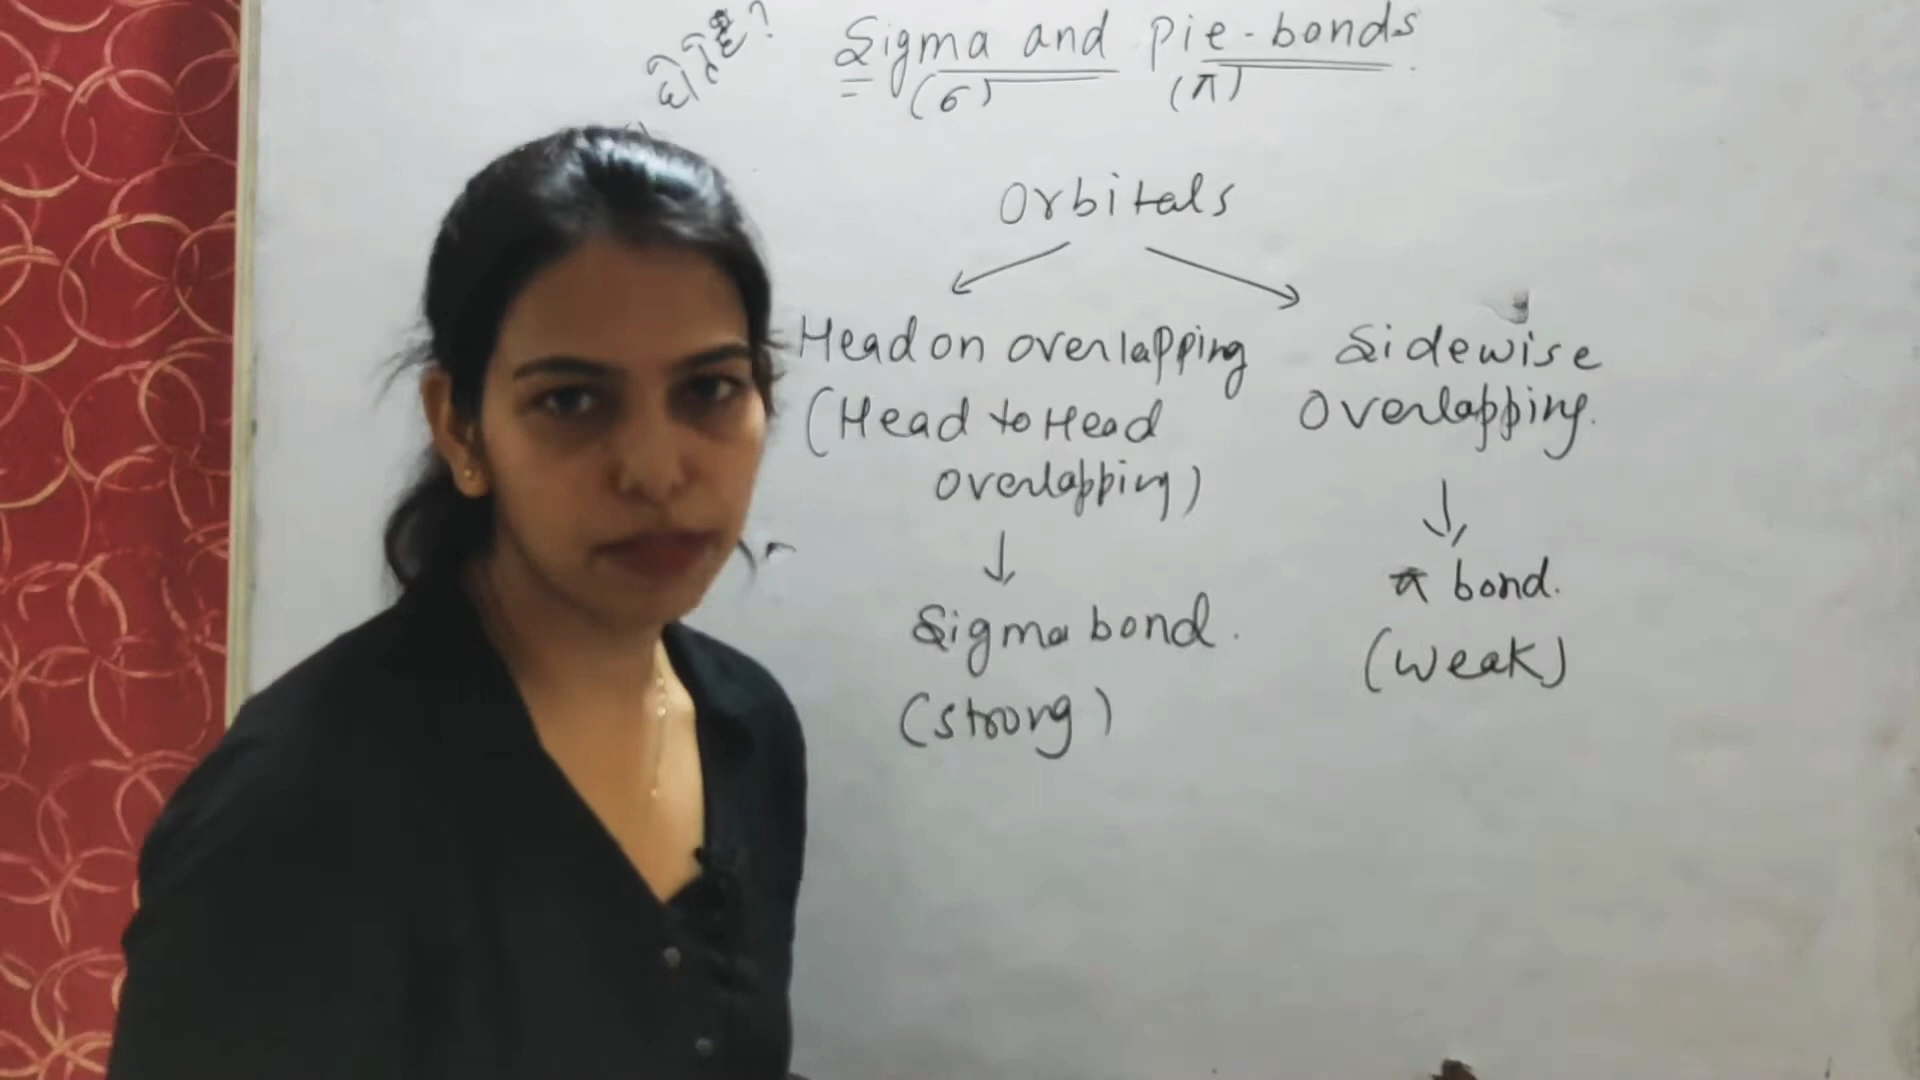 होते हैं?
Sigma and pie-bonds.
(σ) (π)
Orbitals
Head on overlapping
(Head to Head
overlapping)
Sigma bond.
(strong)
Sidewise
Overlapping.
π bond.
(weak)